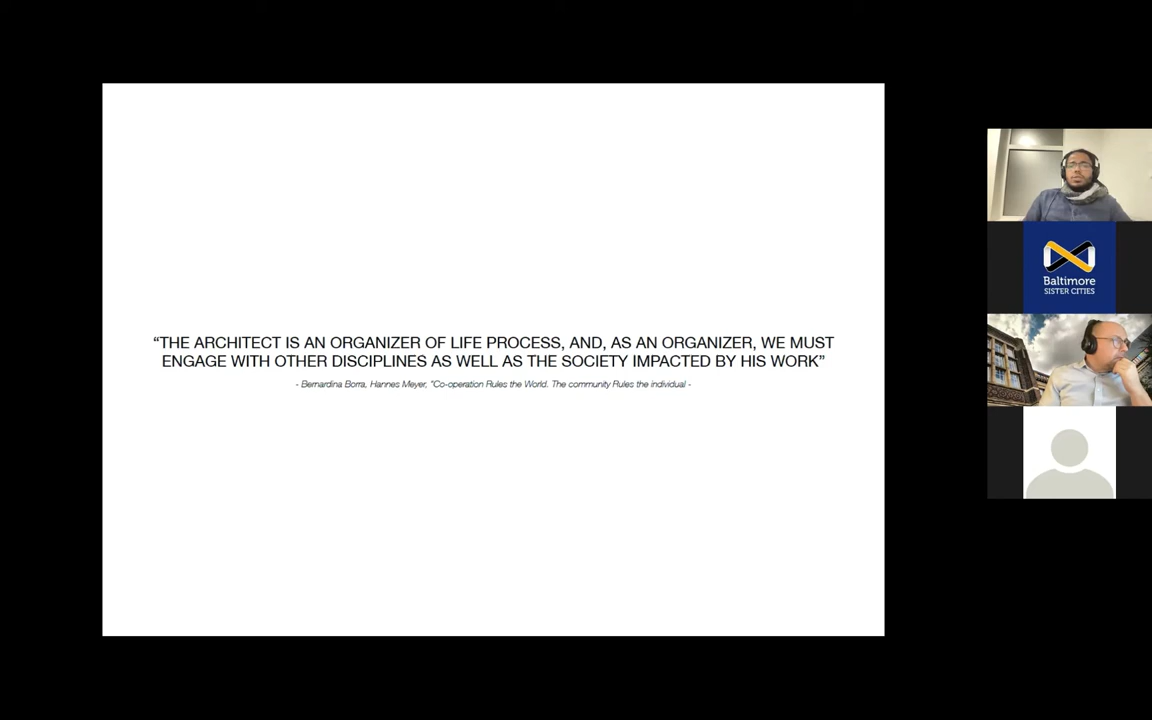 “THE ARCHITECT IS AN ORGANIZER OF LIFE PROCESS, AND, AS AN ORGANIZER, WE MUST
ENGAGE WITH OTHER DISCIPLINES AS WELL AS THE SOCIETY IMPACTED BY HIS WORK”
- Bernardina Borra, Hannes Meyer, “Co-operation Rules the World. The community Rules the individual -
Baltimore
SISTER CITIES